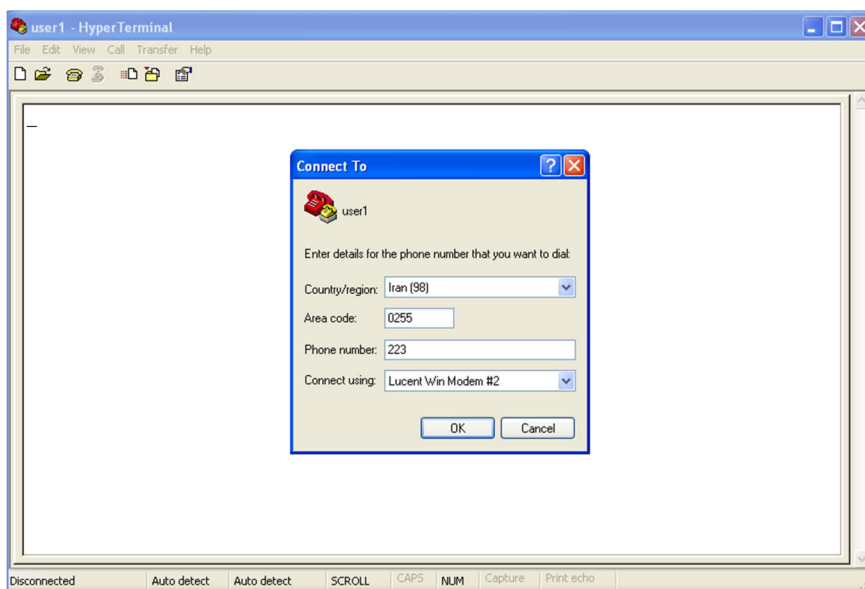 user1 - HyperTerminal
File Edit View Call Transfer Help
Connect To
user1
Enter details for the phone number that you want to dial:
Country/region: Iran (98)
Area code: 0255
Phone number: 223
Connect using: Lucent Win Modem #2
OK Cancel
Disconnected Auto detect Auto detect SCROLL CAPS NUM Capture Print echo